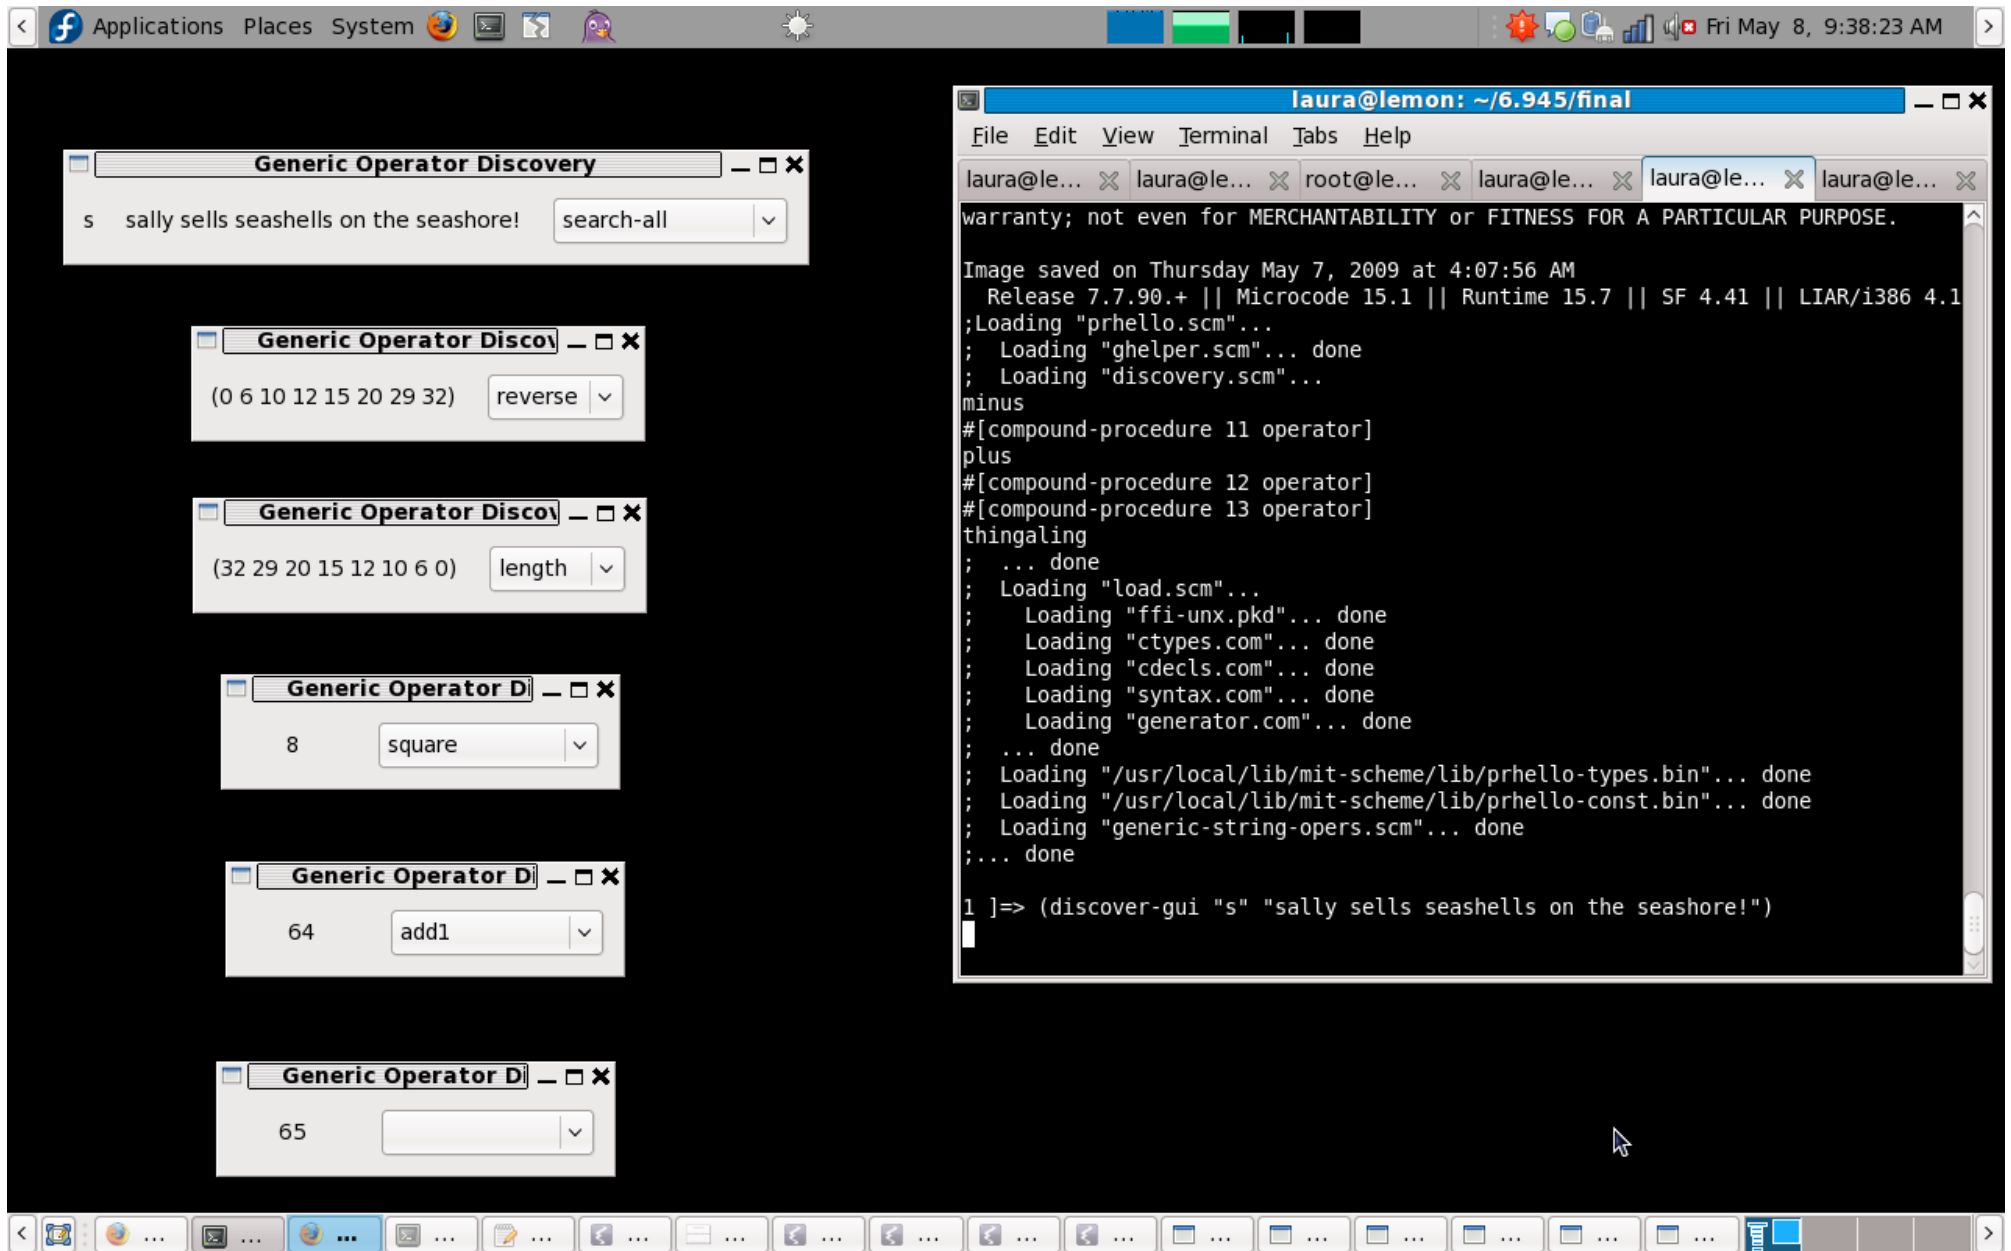 Applications Places System Fri May 8, 9:38:23 AM
Generic Operator Discovery
s sally sells seashells on the seashore! search-all
Generic Operator Discov
(0 6 10 12 15 20 29 32) reverse
Generic Operator Discov
(32 29 20 15 12 10 6 0) length
Generic Operator Di
8 square
Generic Operator Di
64 add1
Generic Operator Di
65
laura@lemon: ~/6.945/final
File Edit View Terminal Tabs Help
laura@le... laura@le... root@le... laura@le... laura@le... laura@le...
warranty; not even for MERCHANTABILITY or FITNESS FOR A PARTICULAR PURPOSE.
Image saved on Thursday May 7, 2009 at 4:07:56 AM
  Release 7.7.90.+ || Microcode 15.1 || Runtime 15.7 || SF 4.41 || LIAR/i386 4.1
;Loading "prhello.scm"...
;  Loading "ghelper.scm"... done
;  Loading "discovery.scm"...
minus
#[compound-procedure 11 operator]
plus
#[compound-procedure 12 operator]
#[compound-procedure 13 operator]
thingaling
;  ... done
;  Loading "load.scm"...
;    Loading "ffi-unx.pkd"... done
;    Loading "ctypes.com"... done
;    Loading "cdecls.com"... done
;    Loading "syntax.com"... done
;    Loading "generator.com"... done
;  ... done
;  Loading "/usr/local/lib/mit-scheme/lib/prhello-types.bin"... done
;  Loading "/usr/local/lib/mit-scheme/lib/prhello-const.bin"... done
;  Loading "generic-string-opers.scm"... done
;... done
1 ]=> (discover-gui "s" "sally sells seashells on the seashore!")
... ... ... ... ... ... ... ... ... ... ... ... ... ... ... ... ...